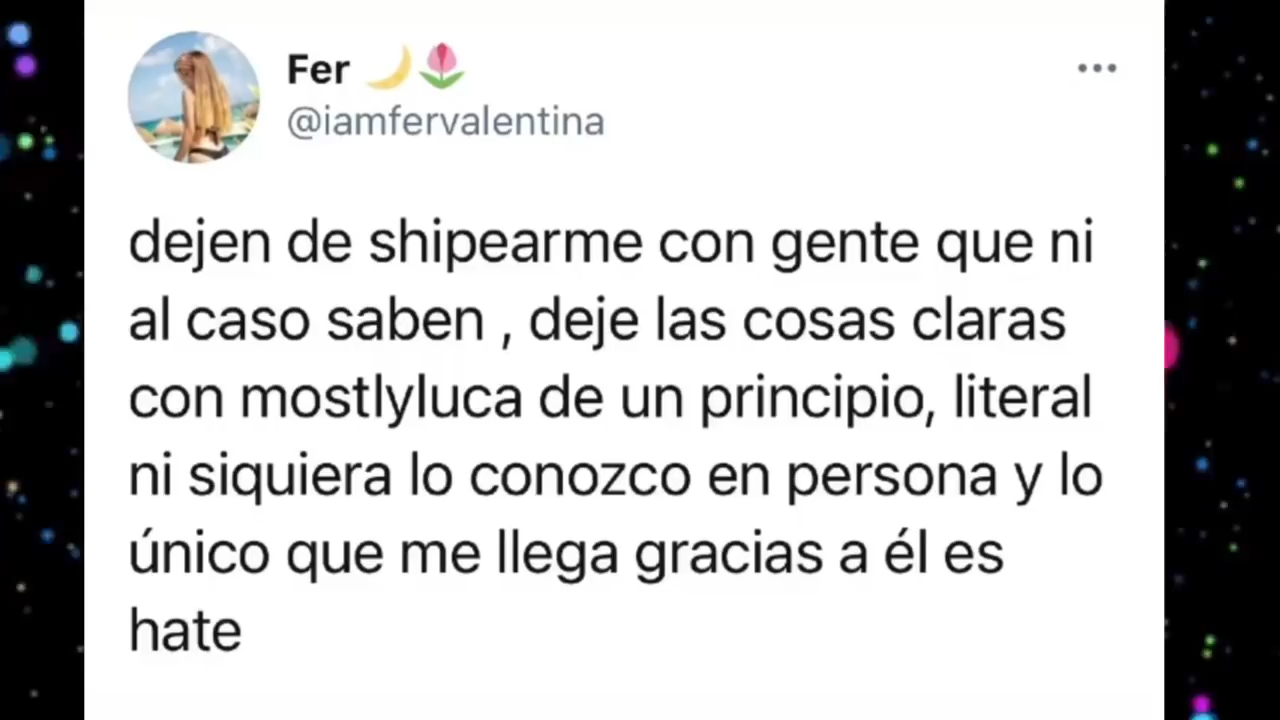 Fer 🌙🌷
@iamfervalentina
dejen de shipearme con gente que ni
al caso saben , deje las cosas claras
con mostlyluca de un principio, literal
ni siquiera lo conozco en persona y lo
único que me llega gracias a él es
hate